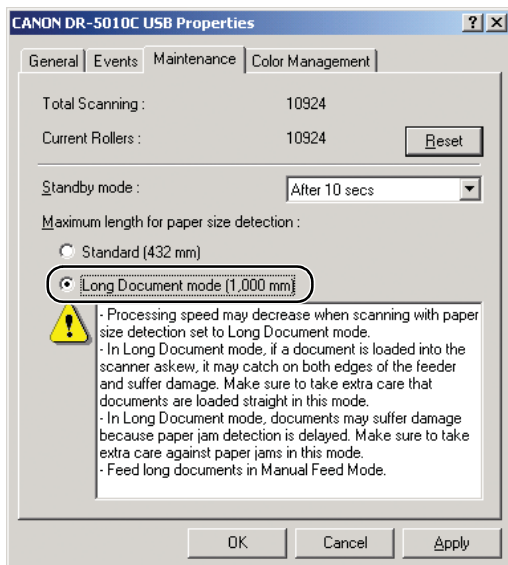 CANON DR-5010C USB Properties
General Events Maintenance Color Management
Total Scanning : 10924
Current Rollers : 10924 Reset
Standby mode : After 10 secs
Maximum length for paper size detection :
Standard (432 mm)
Long Document mode (1,000 mm)
- Processing speed may decrease when scanning with paper
size detection set to Long Document mode.
- In Long Document mode, if a document is loaded into the
scanner askew, it may catch on both edges of the feeder
and suffer damage. Make sure to take extra care that
documents are loaded straight in this mode.
- In Long Document mode, documents may suffer damage
because paper jam detection is delayed. Make sure to take
extra care against paper jams in this mode.
- Feed long documents in Manual Feed Mode.
OK Cancel Apply